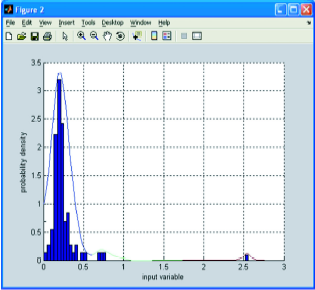 Figure 2
File Edit View Insert Tools Desktop Window Help
3.5
3
2.5
2
1.5
1
0.5
0
probability density
0 0.5 1 1.5 2 2.5 3
input variable